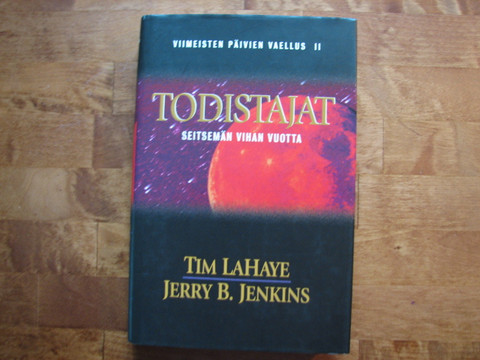 VIIMEISTEN PÄIVIEN VAELLUS II
TODISTAJAT
SEITSEMÄN VIHAN VUOTTA
TIM LAHAYE
JERRY B. JENKINS